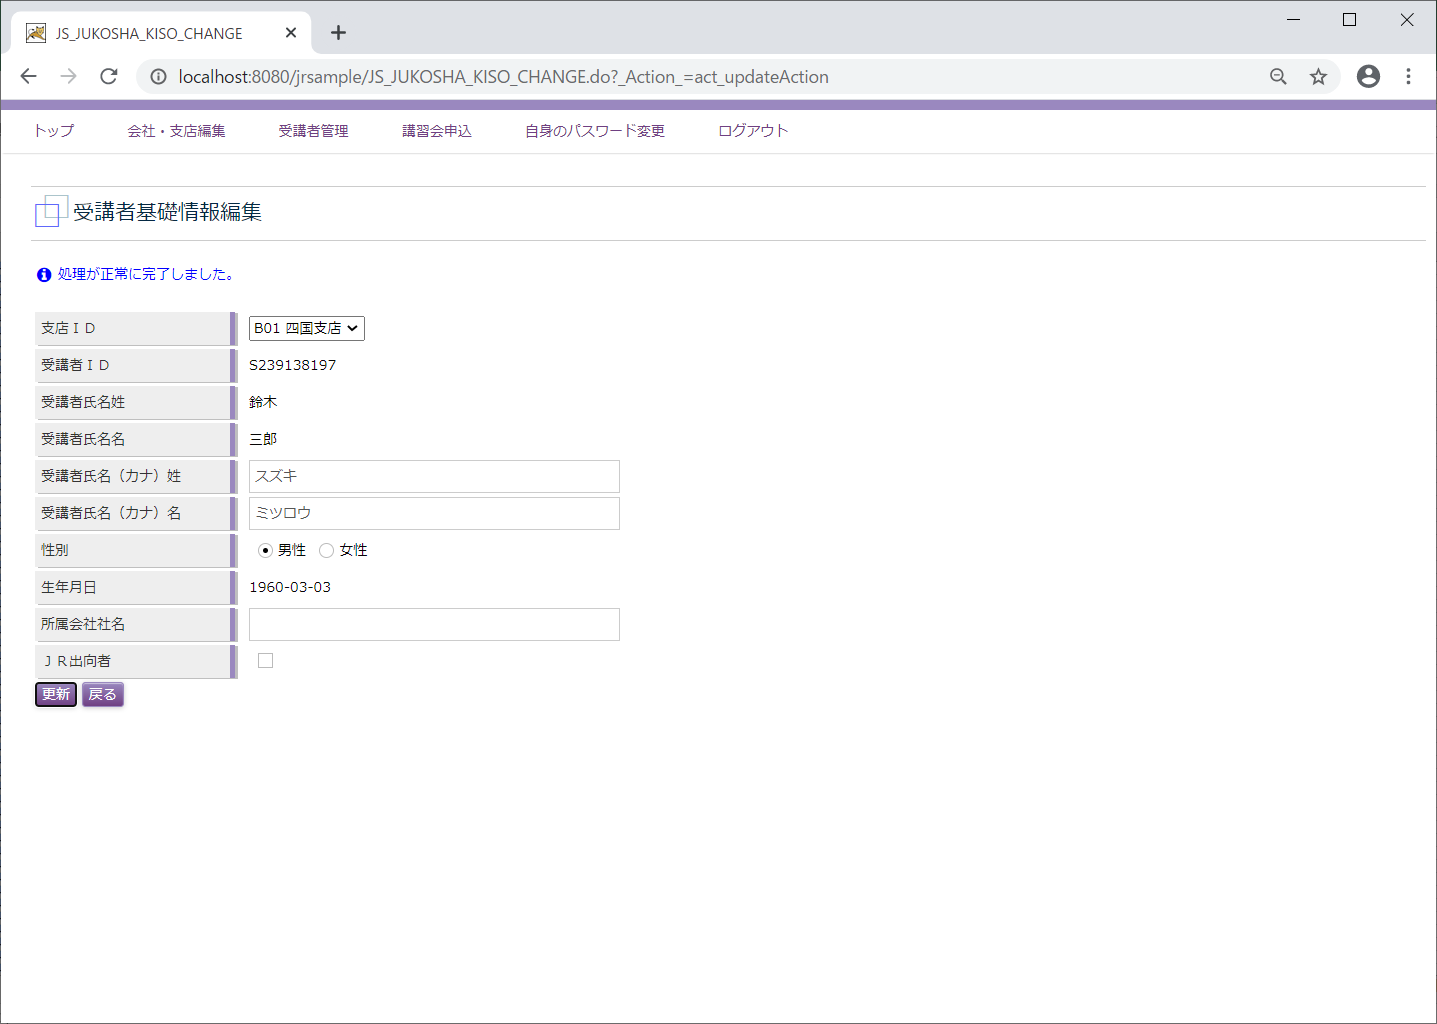 JS_JUKOSHA_KISO_CHANGE
localhost:8080/jrsample/JS_JUKOSHA_KISO_CHANGE.do?_Action_=act_updateAction
トップ 会社・支店編集 受講者管理 講習会申込 自身のパスワード変更 ログアウト
受講者基礎情報編集
処理が正常に完了しました。
支店ＩＤ B01 四国支店
受講者ＩＤ S239138197
受講者氏名姓 鈴木
受講者氏名名 三郎
受講者氏名（カナ）姓 スズキ
受講者氏名（カナ）名 ミツロウ
性別 男性 女性
生年月日 1960-03-03
所属会社社名
ＪＲ出向者
更新 戻る